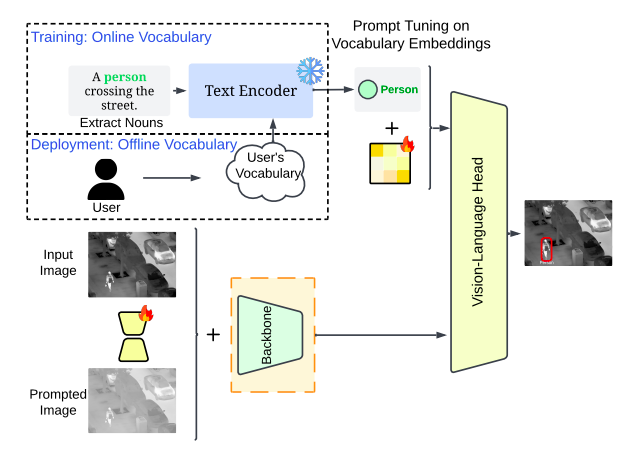 Training: Online Vocabulary
Prompt Tuning on
Vocabulary Embeddings
A person
crossing the
street.
Extract Nouns
Text Encoder
Person
+
Deployment: Offline Vocabulary
User's
Vocabulary
User
Input
Image
+
Backbone
Prompted
Image
Vision-Language Head